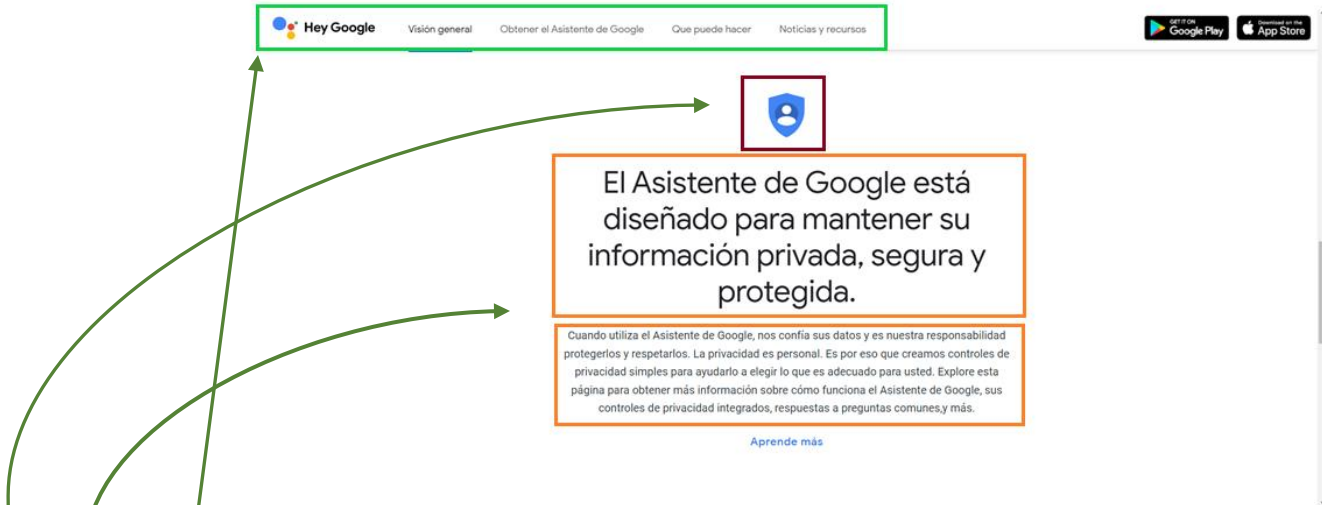 Hey Google Visión general Obtener el Asistente de Google Que puede hacer Noticias y recursos GET IT ON Google Play Download on the App Store
El Asistente de Google está
diseñado para mantener su
información privada, segura y
protegida.
Cuando utiliza el Asistente de Google, nos confía sus datos y es nuestra responsabilidad
protegerlos y respetarlos. La privacidad es personal. Es por eso que creamos controles de
privacidad simples para ayudarlo a elegir lo que es adecuado para usted. Explore esta
página para obtener más información sobre cómo funciona el Asistente de Google, sus
controles de privacidad integrados, respuestas a preguntas comunes,y más.
Aprende más